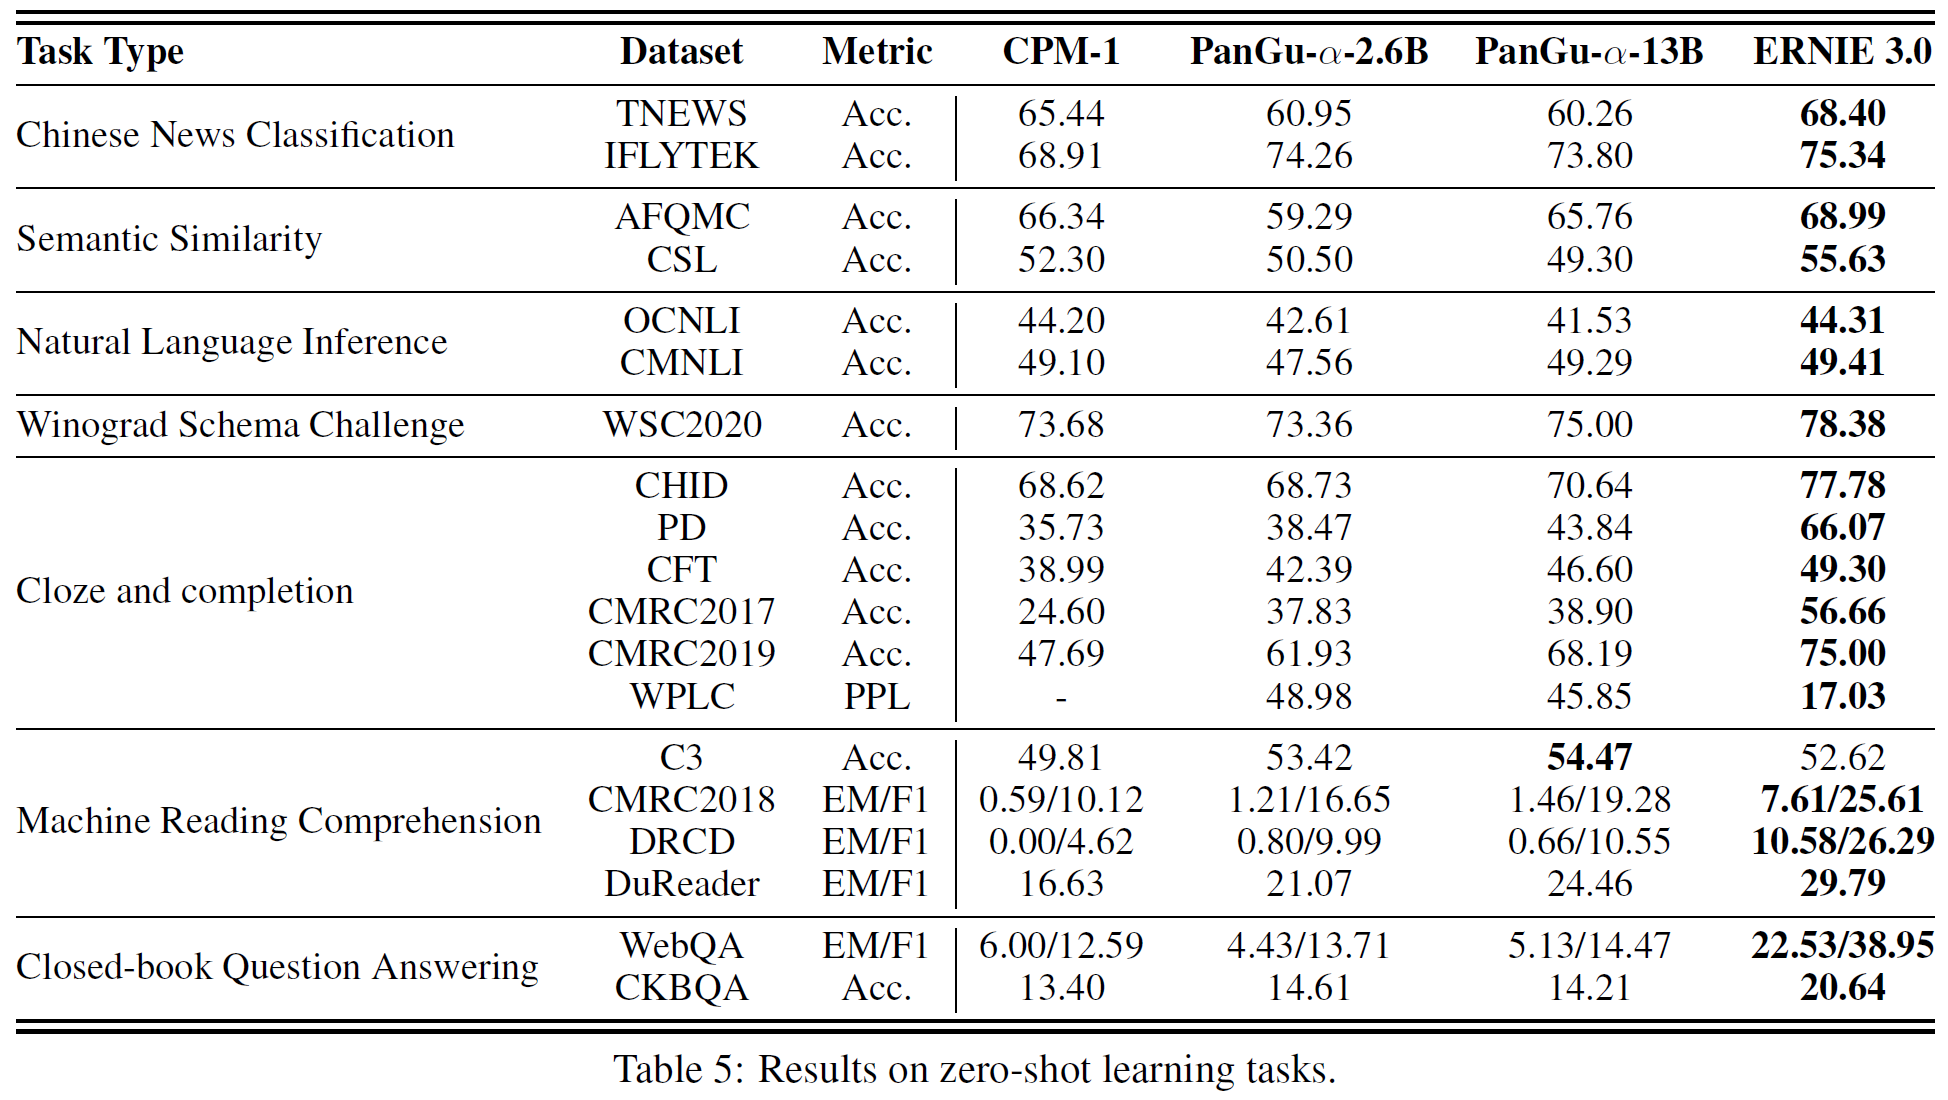 Task Type Dataset Metric CPM-1 PanGu-α-2.6B PanGu-α-13B ERNIE 3.0
Chinese News Classification TNEWS Acc. 65.44 60.95 60.26 68.40
IFLYTEK Acc. 68.91 74.26 73.80 75.34
Semantic Similarity AFQMC Acc. 66.34 59.29 65.76 68.99
CSL Acc. 52.30 50.50 49.30 55.63
Natural Language Inference OCNLI Acc. 44.20 42.61 41.53 44.31
CMNLI Acc. 49.10 47.56 49.29 49.41
Winograd Schema Challenge WSC2020 Acc. 73.68 73.36 75.00 78.38
Cloze and completion CHID Acc. 68.62 68.73 70.64 77.78
PD Acc. 35.73 38.47 43.84 66.07
CFT Acc. 38.99 42.39 46.60 49.30
CMRC2017 Acc. 24.60 37.83 38.90 56.66
CMRC2019 Acc. 47.69 61.93 68.19 75.00
WPLC PPL - 48.98 45.85 17.03
Machine Reading Comprehension C3 Acc. 49.81 53.42 54.47 52.62
CMRC2018 EM/F1 0.59/10.12 1.21/16.65 1.46/19.28 7.61/25.61
DRCD EM/F1 0.00/4.62 0.80/9.99 0.66/10.55 10.58/26.29
DuReader EM/F1 16.63 21.07 24.46 29.79
Closed-book Question Answering WebQA EM/F1 6.00/12.59 4.43/13.71 5.13/14.47 22.53/38.95
CKBQA Acc. 13.40 14.61 14.21 20.64
Table 5: Results on zero-shot learning tasks.